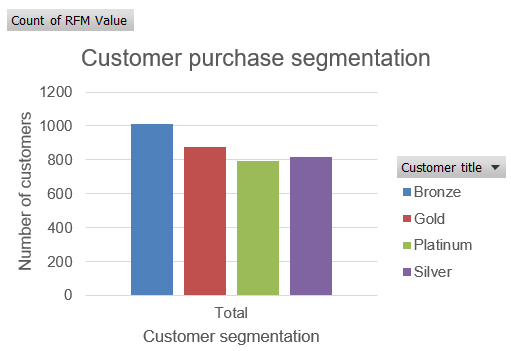 Count of RFM Value
Customer purchase segmentation
1200
1000
800
600
400
200
0
Number of customers
Total
Customer segmentation
Customer title
Bronze
Gold
Platinum
Silver